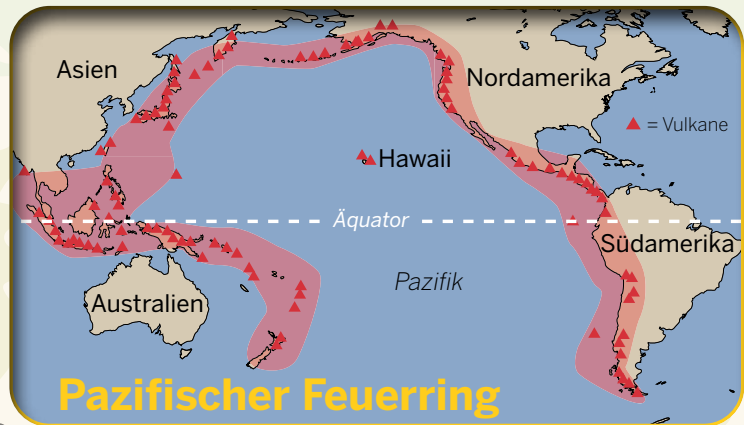 Asien
Nordamerika
= Vulkane
Hawaii
Äquator
Südamerika
Pazifik
Australien
Pazifischer Feuerring